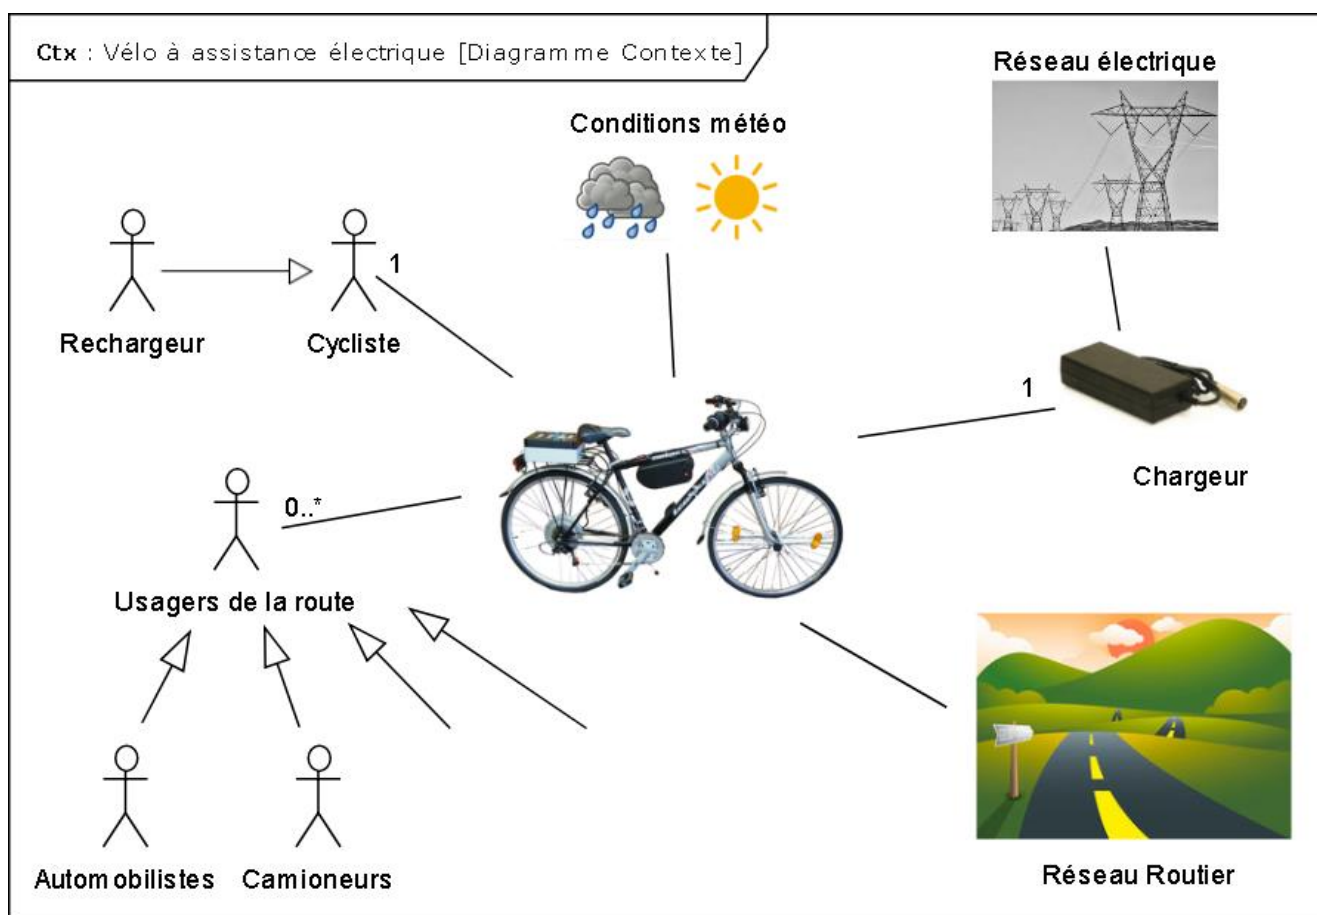 Ctx : Vélo à assistance électrique [Diagramme Contexte]
Réseau électrique
Conditions météo
1
Rechargeur
Cycliste
1
Chargeur
0..*
Usagers de la route
Automobilistes
Camioneurs
Réseau Routier